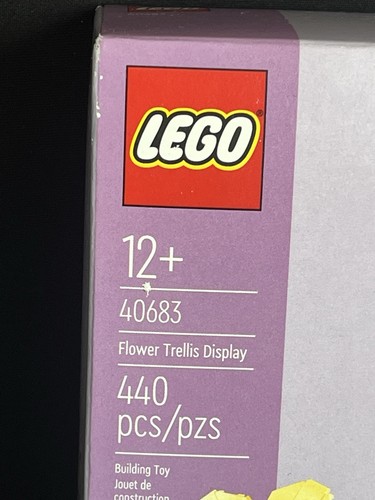 LEGO®
12+
40683
Flower Trellis Display
440
pcs/pzs
Building Toy
Jouet de
construction